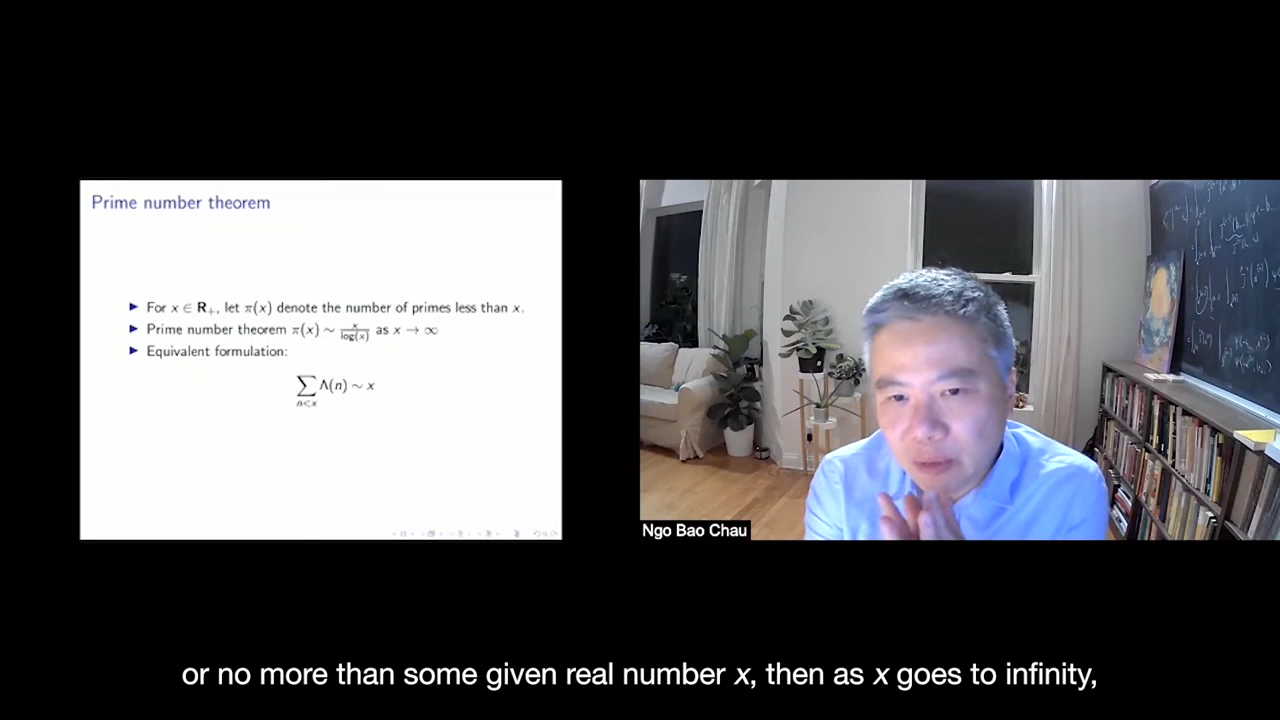 Prime number theorem
▶ For x ∈ R₊, let π(x) denote the number of primes less than x.
▶ Prime number theorem π(x) ∼ x/log(x) as x → ∞
▶ Equivalent formulation:
∑_{n<x} Λ(n) ∼ x
Ngo Bao Chau
or no more than some given real number x, then as x goes to infinity,